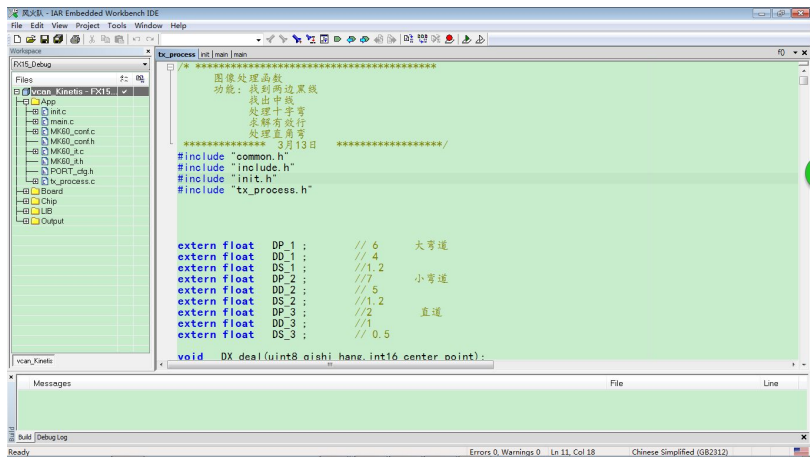 风火队 - IAR Embedded Workbench IDE
File Edit View Project Tools Window Help
Workspace
FX15_Debug
Files
vcan_Kinetis - FX15...
App
init.c
main.c
MK60_conf.c
MK60_conf.h
MK60_it.c
MK60_it.h
PORT_cfg.h
tx_process.c
Board
Chip
LIB
Output
vcan_Kinetis
tx_process init | main | main
f()
/* ****************************************
图像处理函数
功能: 找到两边黑线
找出中线
处理十字弯
求解有效行
处理直角弯
************** 3月13日 ******************/
#include "common.h"
#include "include.h"
#include "init.h"
#include "tx_process.h"
extern float DP_1 ; // 6 大弯道
extern float DD_1 ; // 4
extern float DS_1 ; //1.2
extern float DP_2 ; //7 小弯道
extern float DD_2 ; // 5
extern float DS_2 ; //1.2
extern float DP_3 ; //2 直道
extern float DD_3 ; //1
extern float DS_3 ; // 0.5
void DX_deal(uint8 qishi_hang,int16 center_point);
Messages File Line
Build
Build Debug Log
Ready Errors 0, Warnings 0 Ln 11, Col 18 Chinese Simplified (GB2312)